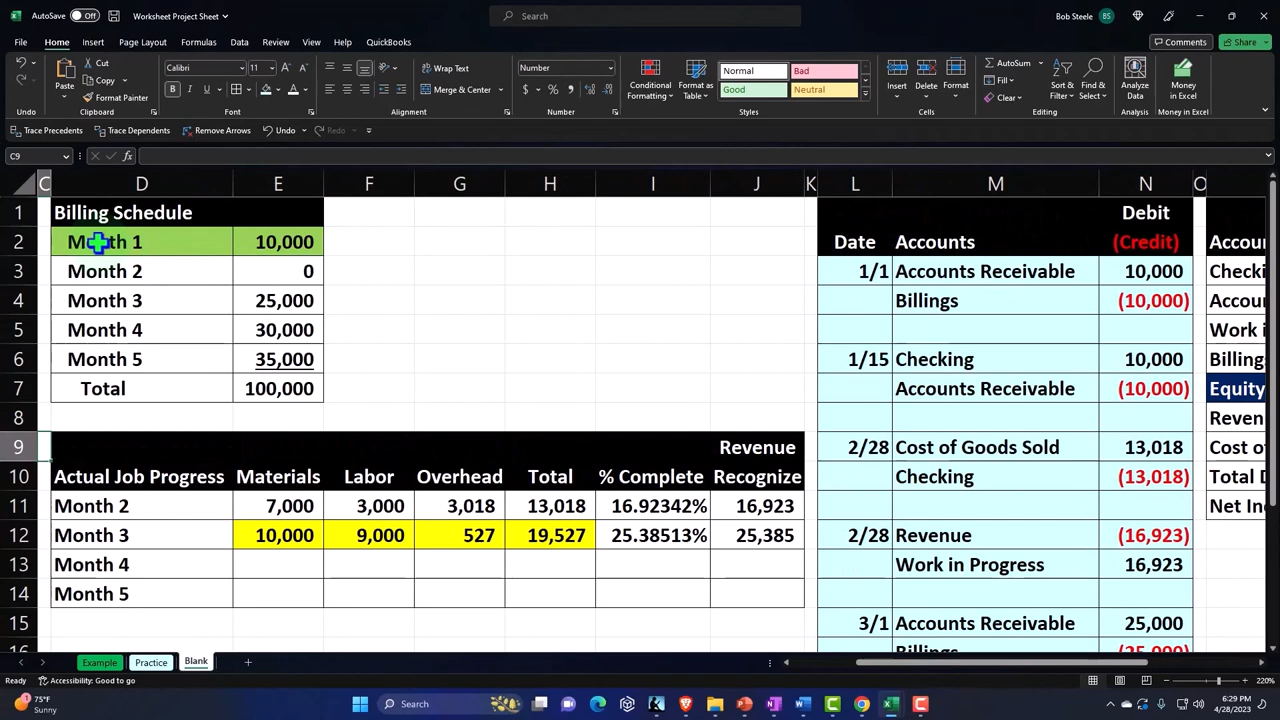 AutoSave Off Worksheet Project Sheet Search Bob Steele BS
File Home Insert Page Layout Formulas Data Review View Help QuickBooks Comments Share
Cut Calibri 11 Wrap Text Number Normal Bad AutoSum
Paste Copy Conditional Format as Insert Delete Format Fill Sort & Find & Analyze Money
Format Painter Merge & Center Formatting Table Good Neutral Clear Filter Select Data in Excel
Undo Clipboard Font Alignment Number Styles Cells Editing Analysis Money in Excel
Trace Precedents Trace Dependents Remove Arrows Undo Redo
C9 fx
C D E F G H I J K L M N O
1 Billing Schedule Debit
2 Month 1 10,000 Date Accounts (Credit) Accou
3 Month 2 0 1/1 Accounts Receivable 10,000 Checki
4 Month 3 25,000 Billings (10,000) Accou
5 Month 4 30,000 Work i
6 Month 5 35,000 1/15 Checking 10,000 Billing
7 Total 100,000 Accounts Receivable (10,000) Equity
8 Reven
9 Revenue 2/28 Cost of Goods Sold 13,018 Cost o
10 Actual Job Progress Materials Labor Overhead Total % Complete Recognize Checking (13,018) Total D
11 Month 2 7,000 3,000 3,018 13,018 16.92342% 16,923 Net In
12 Month 3 10,000 9,000 527 19,527 25.38513% 25,385 2/28 Revenue (16,923)
13 Month 4 Work in Progress 16,923
14 Month 5
15 3/1 Accounts Receivable 25,000
16 Billings (25,000)
Example Practice Blank
Ready Accessibility: Good to go 220%
75°F
Sunny
Search
6:29 PM
4/28/2023